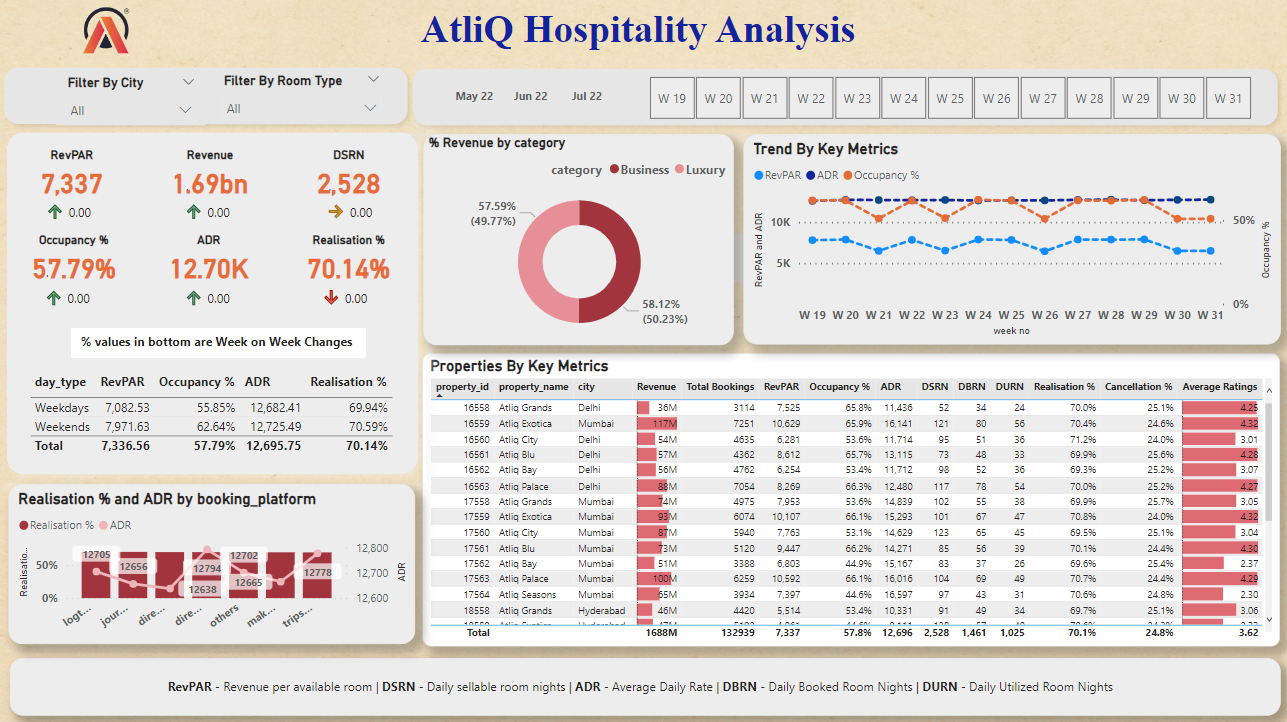 AtliQ Hospitality Analysis
Filter By City
All
Filter By Room Type
All
May 22 Jun 22 Jul 22
W 19 W 20 W 21 W 22 W 23 W 24 W 25 W 26 W 27 W 28 W 29 W 30 W 31
RevPAR Revenue DSRN
7,337 1.69bn 2,528
0.00 0.00 0.00
Occupancy % ADR Realisation %
57.79% 12.70K 70.14%
0.00 0.00 0.00
% values in bottom are Week on Week Changes
day_type RevPAR Occupancy % ADR Realisation %
Weekdays 7,082.53 55.85% 12,682.41 69.94%
Weekends 7,971.63 62.64% 12,725.49 70.59%
Total 7,336.56 57.79% 12,695.75 70.14%
% Revenue by category
category Business Luxury
57.59%
(49.77%)
58.12%
(50.23%)
Trend By Key Metrics
RevPAR ADR Occupancy %
RevPAR and ADR
10K
5K
50%
0%
Occupancy %
W 19 W 20 W 21 W 22 W 23 W 24 W 25 W 26 W 27 W 28 W 29 W 30 W 31
week no
Realisation % and ADR by booking_platform
Realisation % ADR
Realisatio...
50%
0%
12705 12656 12638 12794 12702 12665 12778
12,800
12,700
12,600
ADR
logt... jour... dire... dire... others mak... trips...
Properties By Key Metrics
property_id property_name city Revenue Total Bookings RevPAR Occupancy % ADR DSRN DBRN DURN Realisation % Cancellation % Average Ratings
16558 Atliq Grands Delhi 36M 3114 7,525 65.8% 11,436 52 34 24 70.0% 25.1% 4.25
16559 Atliq Exotica Mumbai 117M 7251 10,629 65.9% 16,141 121 80 56 70.4% 24.6% 4.32
16560 Atliq City Delhi 54M 4635 6,281 53.6% 11,714 95 51 36 71.2% 24.0% 3.01
16561 Atliq Blu Delhi 57M 4362 8,612 65.7% 13,115 73 48 33 69.9% 25.6% 4.28
16562 Atliq Bay Delhi 56M 4762 6,254 53.4% 11,712 98 52 36 69.3% 25.2% 3.07
16563 Atliq Palace Delhi 88M 7054 8,269 66.3% 12,480 117 78 54 70.0% 25.2% 4.27
17558 Atliq Grands Mumbai 74M 4975 7,953 53.6% 14,839 102 55 38 69.9% 25.7% 3.05
17559 Atliq Exotica Mumbai 93M 6074 10,107 66.1% 15,293 101 67 47 70.8% 24.0% 4.32
17560 Atliq City Mumbai 87M 5940 7,763 53.1% 14,629 123 65 45 69.5% 25.1% 3.04
17561 Atliq Blu Mumbai 73M 5120 9,447 66.2% 14,271 85 56 39 70.1% 24.4% 4.30
17562 Atliq Bay Mumbai 51M 3388 6,803 44.9% 15,167 83 37 26 69.6% 25.4% 2.37
17563 Atliq Palace Mumbai 100M 6259 10,592 66.1% 16,016 104 69 49 70.7% 24.4% 4.29
17564 Atliq Seasons Mumbai 65M 3934 7,397 44.6% 16,597 97 43 31 70.6% 24.8% 2.30
18558 Atliq Grands Hyderabad 46M 4420 5,514 53.4% 10,331 91 49 34 69.7% 25.1% 3.06
Total 1688M 132939 7,337 57.8% 12,696 2,528 1,461 1,025 70.1% 24.8% 3.62
RevPAR - Revenue per available room | DSRN - Daily sellable room nights | ADR - Average Daily Rate | DBRN - Daily Booked Room Nights | DURN - Daily Utilized Room Nights